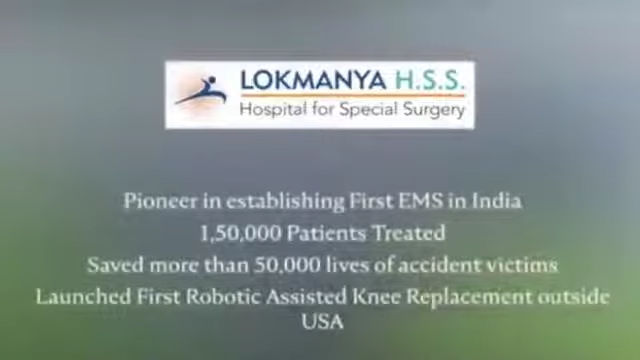 LOKMANYA H.S.S.
Hospital for Special Surgery
Pioneer in establishing First EMS in India
1,50,000 Patients Treated
Saved more than 50,000 lives of accident victims
Launched First Robotic Assisted Knee Replacement outside
USA